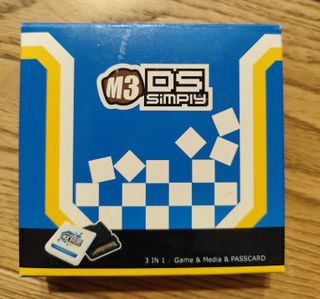 M3 DS
SiMPLY
3 IN 1 : Game & Media & PASSCARD